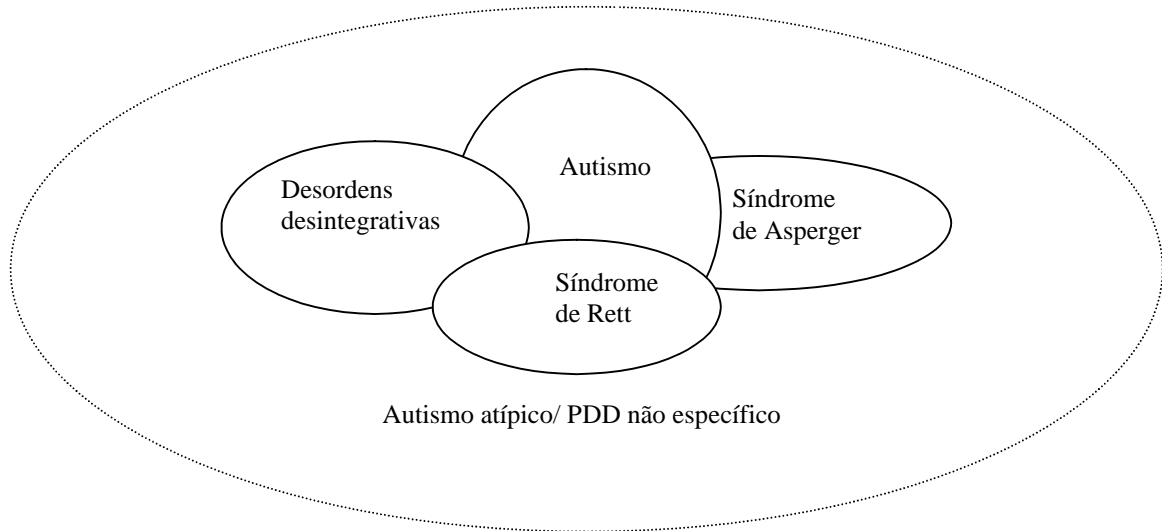 Autismo
Desordens
desintegrativas
Síndrome
de Asperger
Síndrome
de Rett
Autismo atípico/ PDD não específico